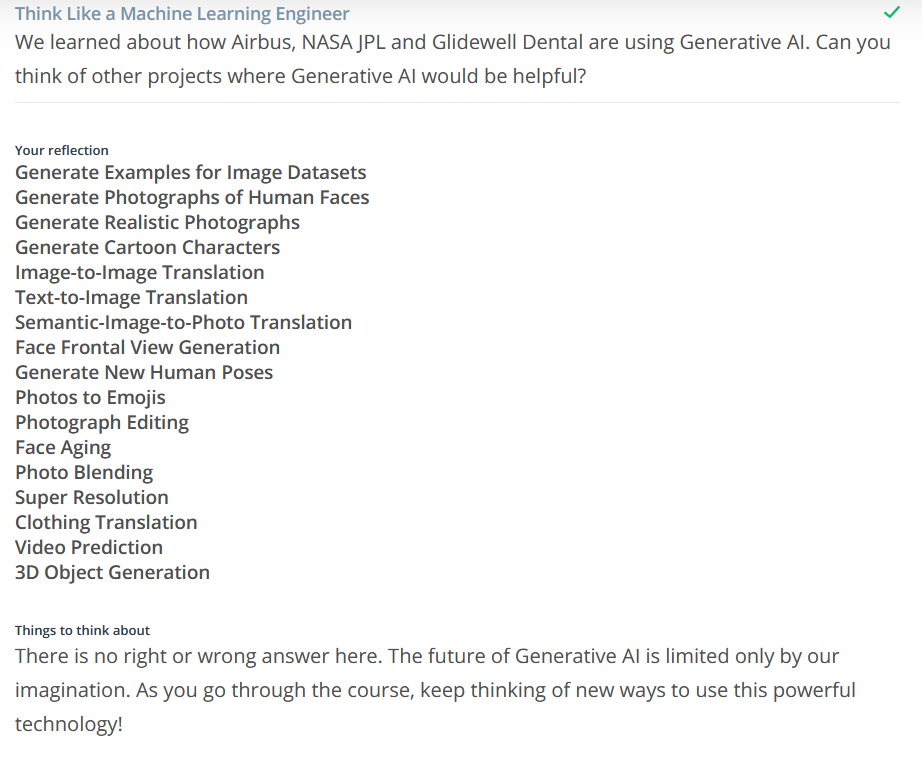 Think Like a Machine Learning Engineer
We learned about how Airbus, NASA JPL and Glidewell Dental are using Generative AI. Can you
think of other projects where Generative AI would be helpful?
Your reflection
Generate Examples for Image Datasets
Generate Photographs of Human Faces
Generate Realistic Photographs
Generate Cartoon Characters
Image-to-Image Translation
Text-to-Image Translation
Semantic-Image-to-Photo Translation
Face Frontal View Generation
Generate New Human Poses
Photos to Emojis
Photograph Editing
Face Aging
Photo Blending
Super Resolution
Clothing Translation
Video Prediction
3D Object Generation
Things to think about
There is no right or wrong answer here. The future of Generative AI is limited only by our
imagination. As you go through the course, keep thinking of new ways to use this powerful
technology!